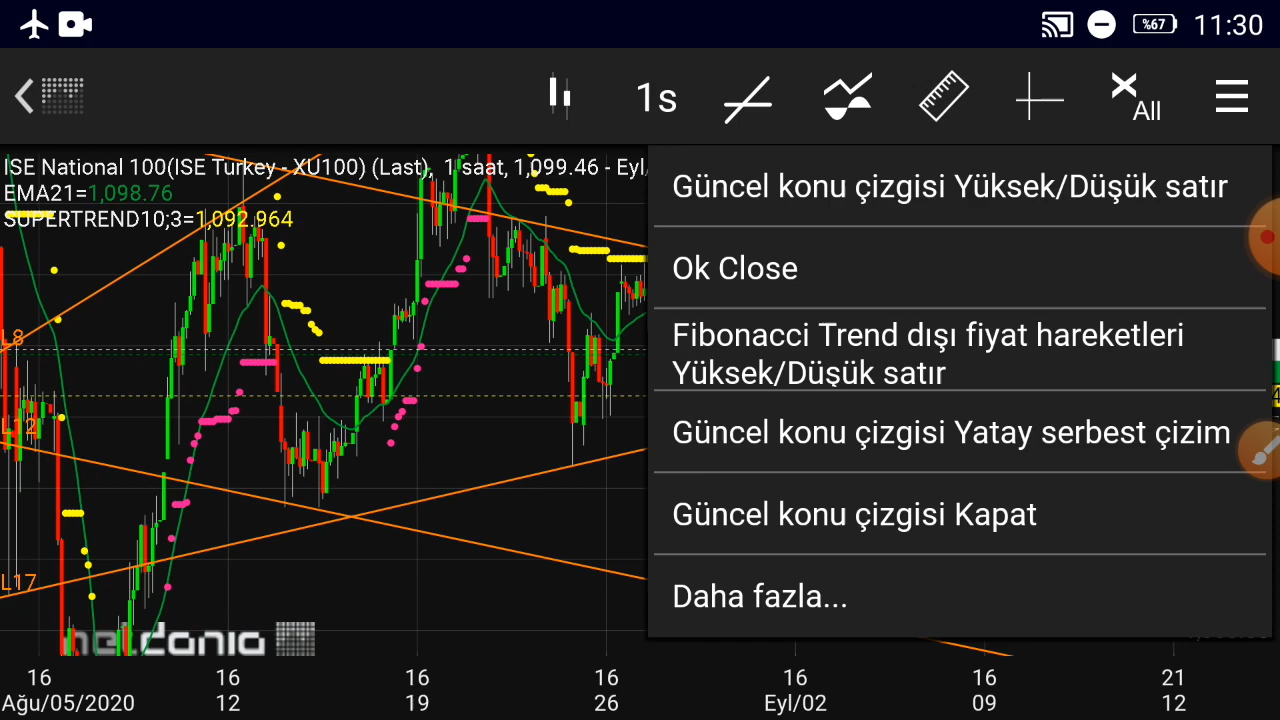 %67 11:30
1s
All
ISE National 100(ISE Turkey - XU100) (Last), 1 saat, 1,099.46 - Eyl/
EMA21=1,098.76
SUPERTREND10;3=1,092.964
L8
L12
L17
netdania
Güncel konu çizgisi Yüksek/Düşük satır
Ok Close
Fibonacci Trend dışı fiyat hareketleri
Yüksek/Düşük satır
Güncel konu çizgisi Yatay serbest çizim
Güncel konu çizgisi Kapat
Daha fazla...
16 16 16 16 16 16 21
Ağu/05/2020 12 19 26 Eyl/02 09 12